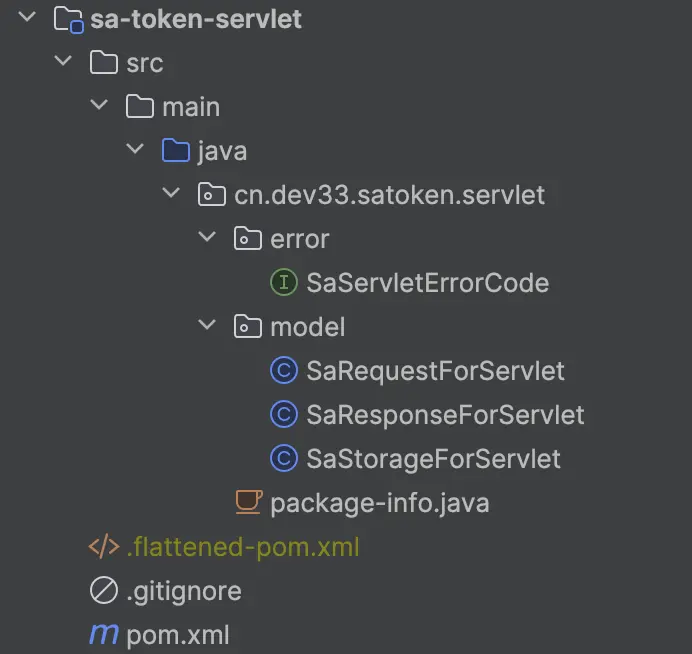 sa-token-servlet
src
main
java
cn.dev33.satoken.servlet
error
SaServletErrorCode
model
SaRequestForServlet
SaResponseForServlet
SaStorageForServlet
package-info.java
.flattened-pom.xml
.gitignore
pom.xml